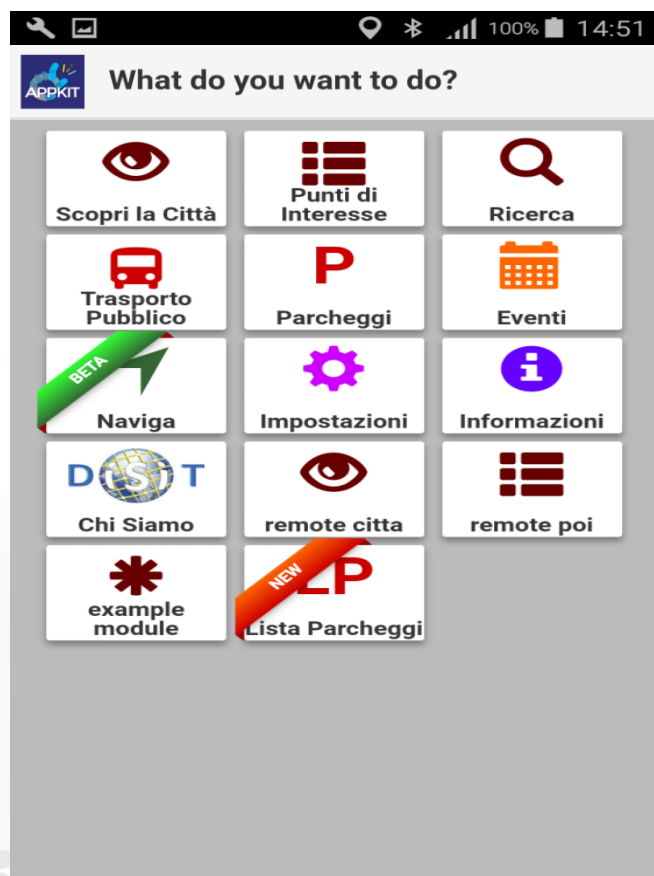 100% 14:51
APPKIT What do you want to do?
Scopri la Città
Punti di
Interesse
Ricerca
Trasporto
Pubblico
P
Parcheggi
Eventi
BETA
Naviga
Impostazioni
i
Informazioni
DISIT
Chi Siamo
remote citta
remote poi
example
module
NEW
LP
Lista Parcheggi